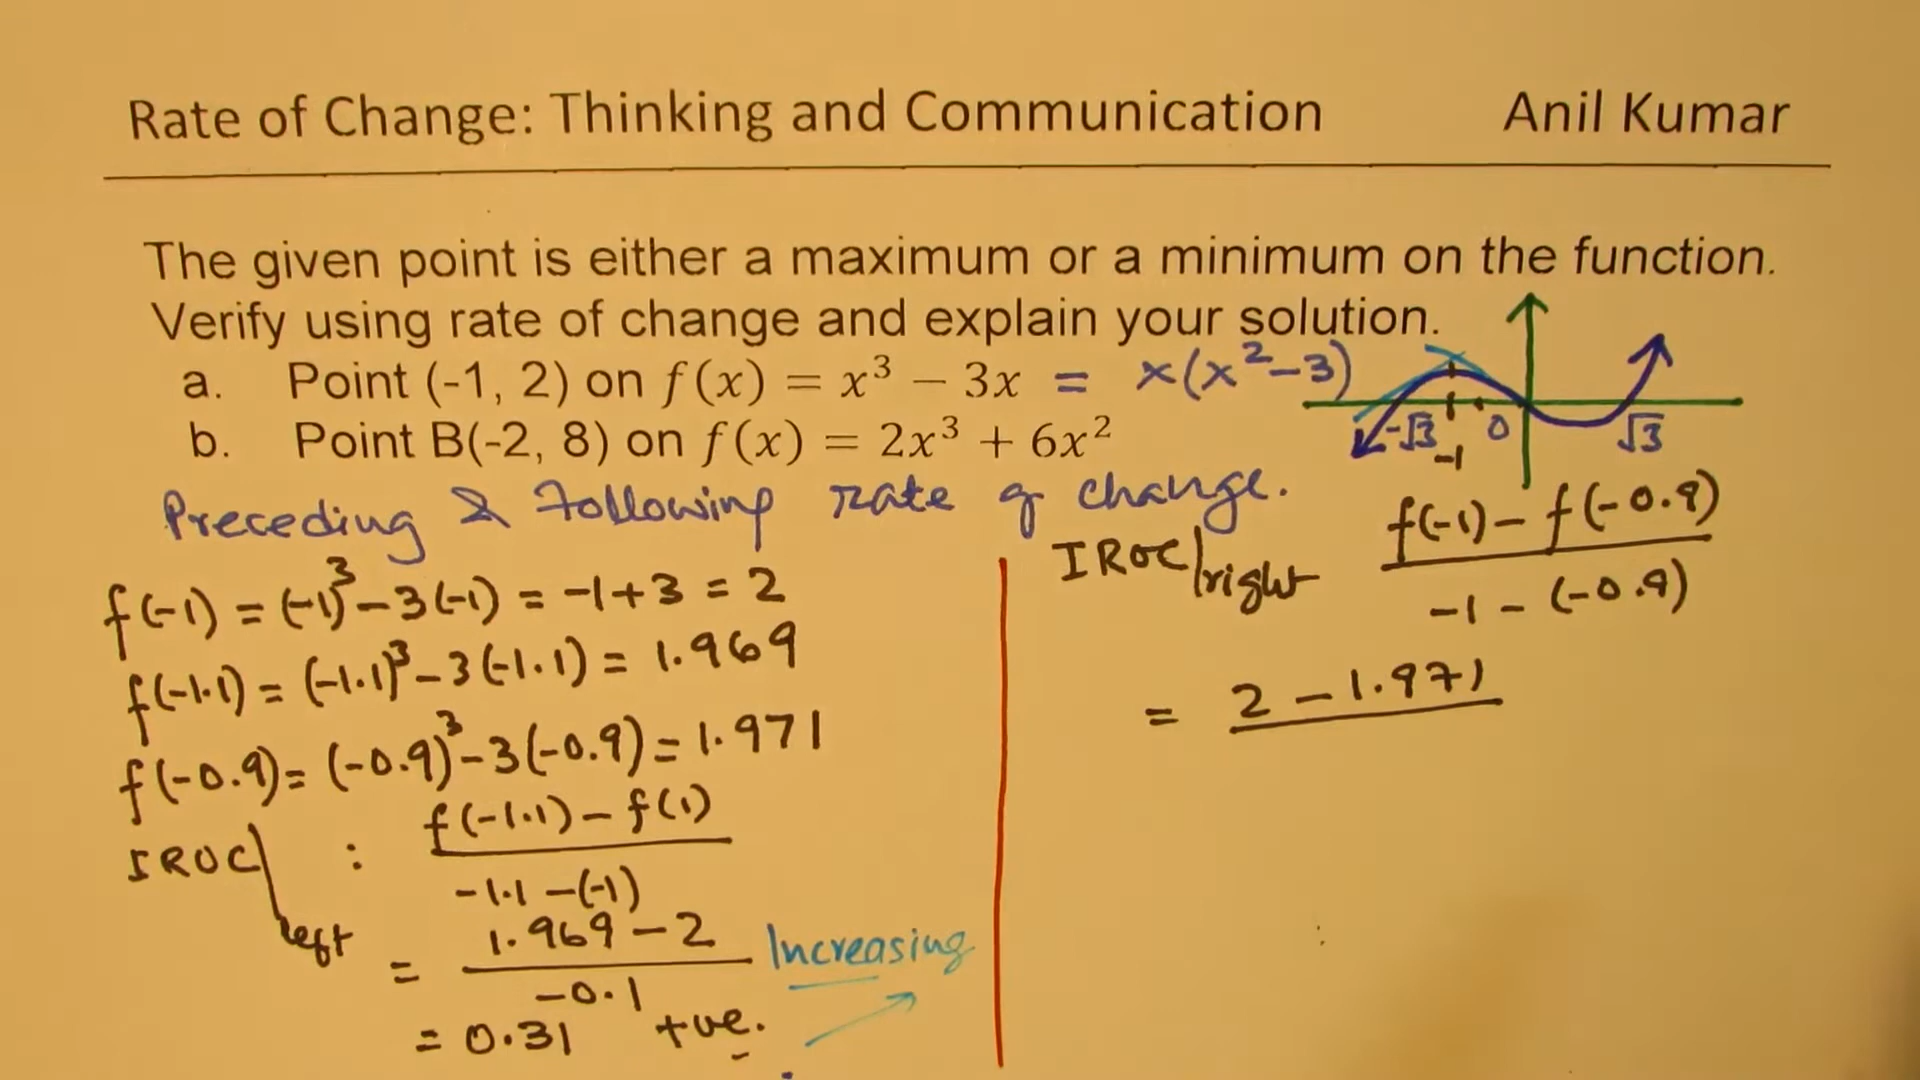 Rate of Change: Thinking and Communication Anil Kumar
The given point is either a maximum or a minimum on the function.
Verify using rate of change and explain your solution.
a. Point (-1, 2) on f(x) = x³ − 3x = x(x²−3)
b. Point B(-2, 8) on f(x) = 2x³ + 6x²
-√3 -1 0 √3
Preceding & Following rate of change.
f(-1) = (-1)³ - 3(-1) = -1+3 = 2
f(-1.1) = (-1.1)³ - 3(-1.1) = 1.969
f(-0.9) = (-0.9)³ - 3(-0.9) = 1.971
IROC|left : f(-1.1) - f(1)
-1.1 -(-1)
= 1.969 - 2
-0.1
= 0.31 +ve.
Increasing
IROC|right f(-1) - f(-0.9)
-1 - (-0.9)
= 2 - 1.971